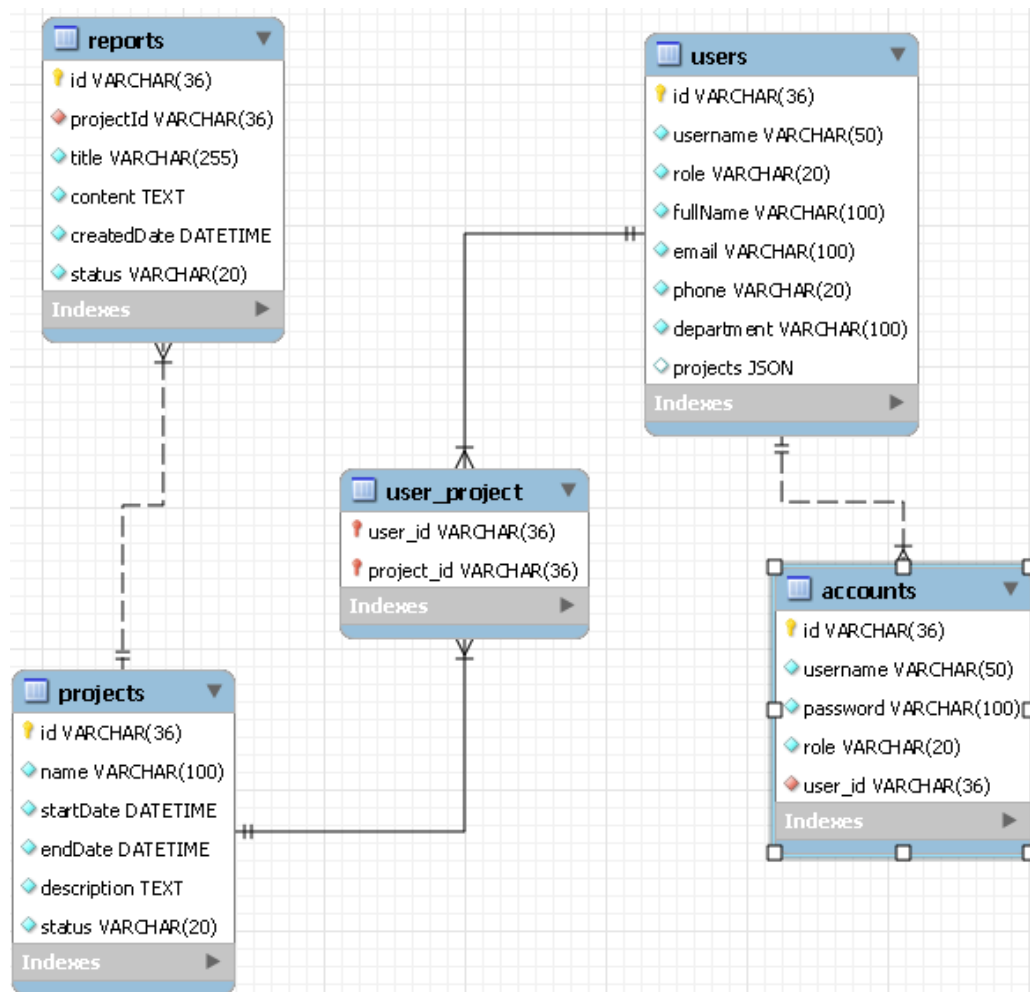 reports
id VARCHAR(36)
projectId VARCHAR(36)
title VARCHAR(255)
content TEXT
createdDate DATETIME
status VARCHAR(20)
Indexes
users
id VARCHAR(36)
username VARCHAR(50)
role VARCHAR(20)
fullName VARCHAR(100)
email VARCHAR(100)
phone VARCHAR(20)
department VARCHAR(100)
projects JSON
Indexes
user_project
user_id VARCHAR(36)
project_id VARCHAR(36)
Indexes
accounts
id VARCHAR(36)
username VARCHAR(50)
password VARCHAR(100)
role VARCHAR(20)
user_id VARCHAR(36)
Indexes
projects
id VARCHAR(36)
name VARCHAR(100)
startDate DATETIME
endDate DATETIME
description TEXT
status VARCHAR(20)
Indexes